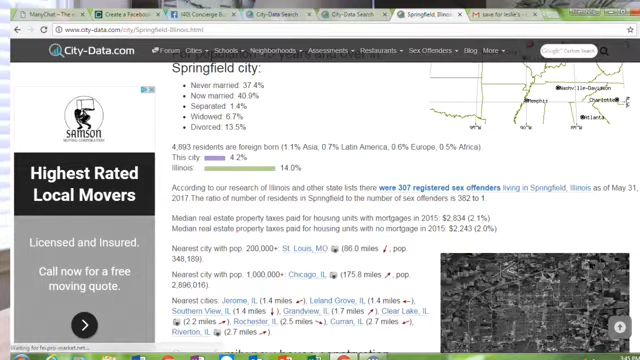 ManyChat – The
Create a Facebook
City-Data Search
City-Data Search
Springfield, Illinois
save for leslie's
www.city-data.com/city/Springfield-Illinois.html
City-Data.com
Forum Cities Schools Neighborhoods Assessments Restaurants Sex Offenders Blog More
Google Custom Search
Springfield city:
Never married: 37.4%
Now married: 40.9%
Separated: 1.4%
Widowed: 6.7%
Divorced: 13.5%
Nashville-Davidson
Memphis
Charlotte
Atlanta
4,893 residents are foreign born (1.1% Asia, 0.7% Latin America, 0.6% Europe, 0.5% Africa)
This city 4.2%
Illinois: 14.0%
According to our research of Illinois and other state lists there were 307 registered sex offenders living in Springfield, Illinois as of May 31,
2017. The ratio of number of residents in Springfield to the number of sex offenders is 382 to 1.
Median real estate property taxes paid for housing units with mortgages in 2015: $2,834 (2.1%)
Median real estate property taxes paid for housing units with no mortgage in 2015: $2,243 (2.0%)
Nearest city with pop. 200,000+: St. Louis, MO (86.0 miles , pop.
348,189).
Nearest city with pop. 1,000,000+: Chicago, IL (175.8 miles , pop.
2,896,016).
Nearest cities: Jerome, IL (1.4 miles ), Leland Grove, IL (1.4 miles ),
Southern View, IL (1.4 miles ), Grandview, IL (1.7 miles ), Clear Lake, IL
(2.2 miles ), Rochester, IL (2.5 miles ), Curran, IL (2.7 miles ),
Riverton, IL (2.7 miles ).
SAMSON
MOVING CORPORATION
Highest Rated
Local Movers
Licensed and Insured.
Call now for a free
moving quote.